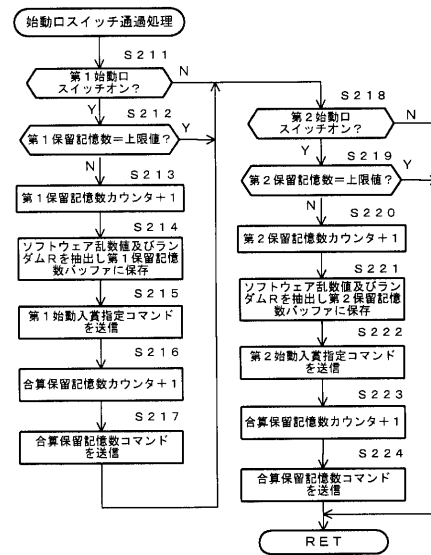 始動口スイッチ通過処理
S211
第1始動口
スイッチオン?
N
Y
S212
第1保留記憶数=上限値?
Y
N
S213
第1保留記憶数カウンタ+1
S214
ソフトウェア乱数値及びラン
ダムRを抽出し第1保留記憶
数バッファに保存
S215
第1始動入賞指定コマンド
を送信
S216
合算保留記憶数カウンタ+1
S217
合算保留記憶数コマンド
を送信
S218
第2始動口
スイッチオン?
N
Y
S219
第2保留記憶数=上限値?
Y
N
S220
第2保留記憶数カウンタ+1
S221
ソフトウェア乱数値及びラン
ダムRを抽出し第2保留記憶
数バッファに保存
S222
第2始動入賞指定コマンド
を送信
S223
合算保留記憶数カウンタ+1
S224
合算保留記憶数コマンド
を送信
RET